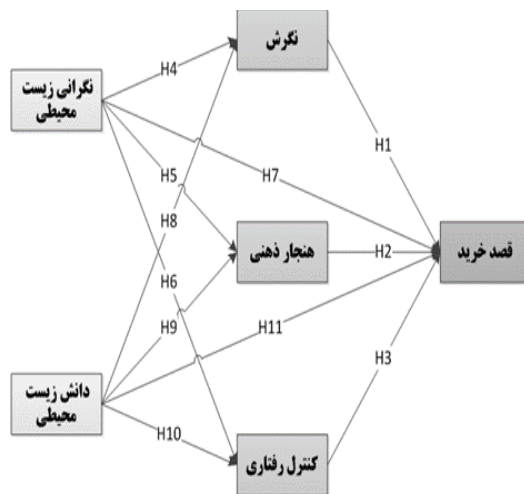 نگرش
H4
نگرانی زیست
محیطی
H1
H5
H7
H8
هنجار ذهنی
H2
قصد خرید
H6
H9
H11
H3
دانش زیست
محیطی
H10
کنترل رفتاری